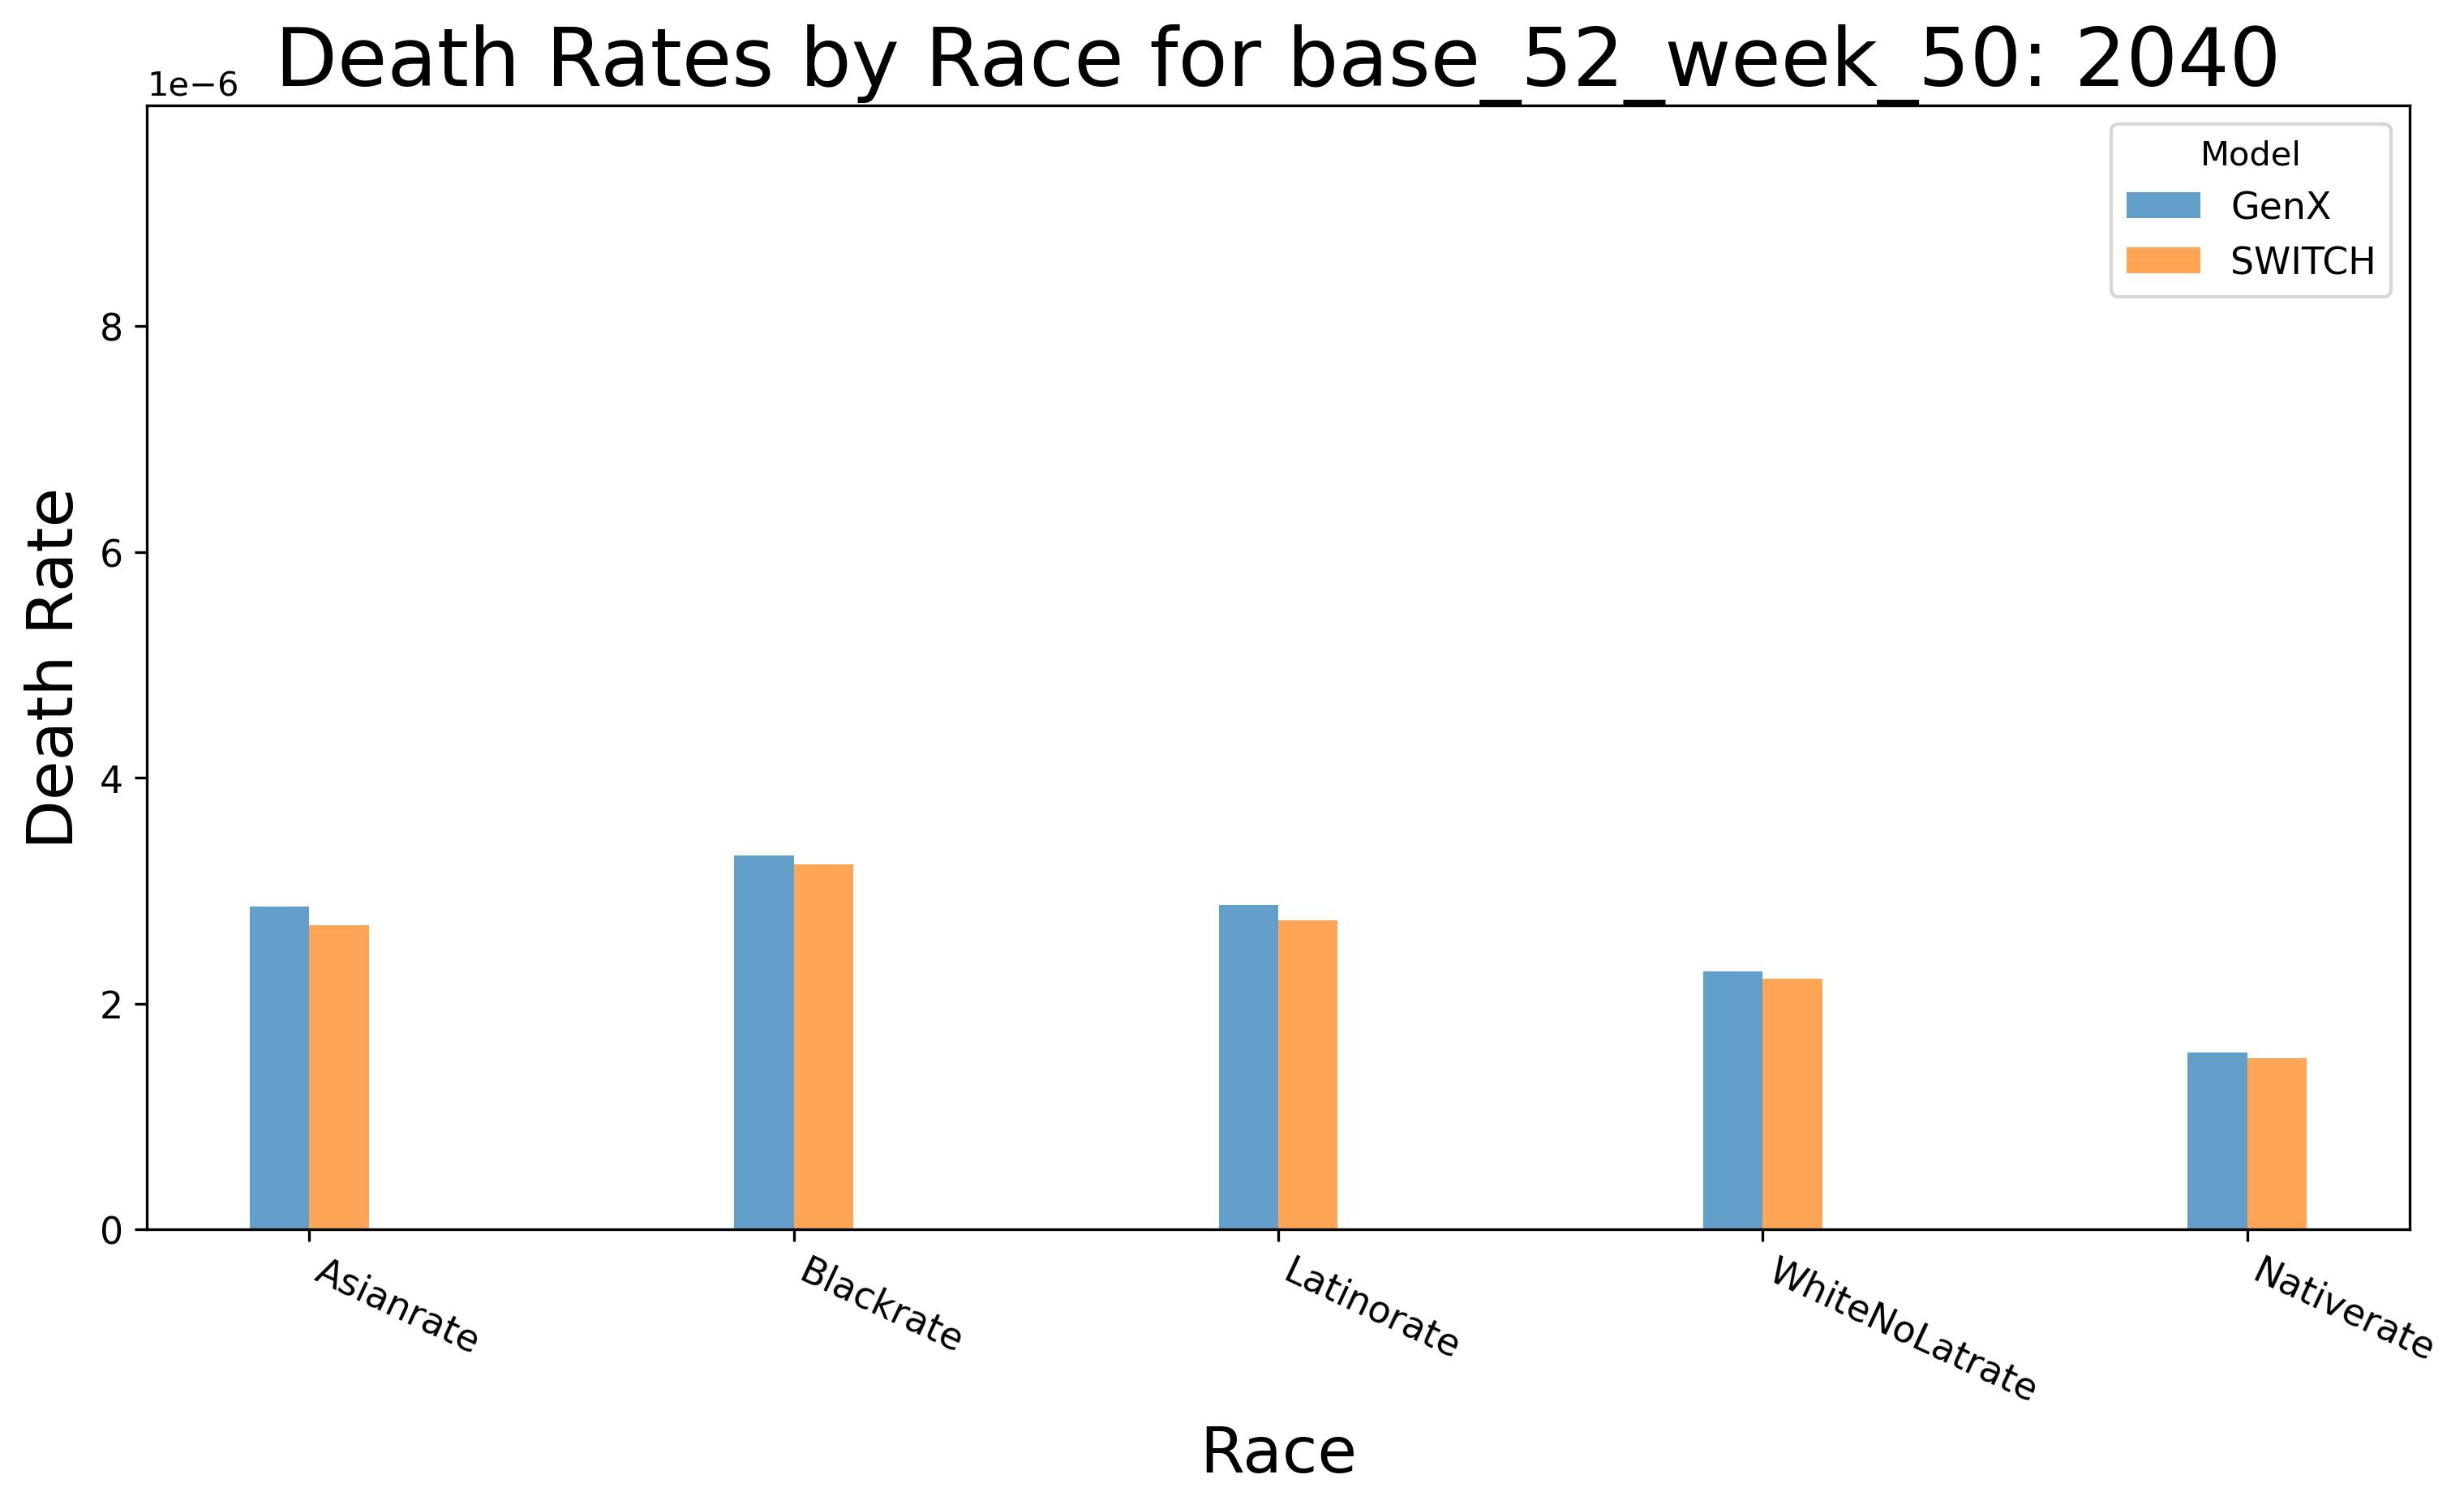 Death Rates by Race for base_52_week_50: 2040
1e−6
Model
GenX
SWITCH
8
6
4
2
0
Death Rate
Asianrate
Blackrate
Latinorate
WhiteNoLatrate
Nativerate
Race